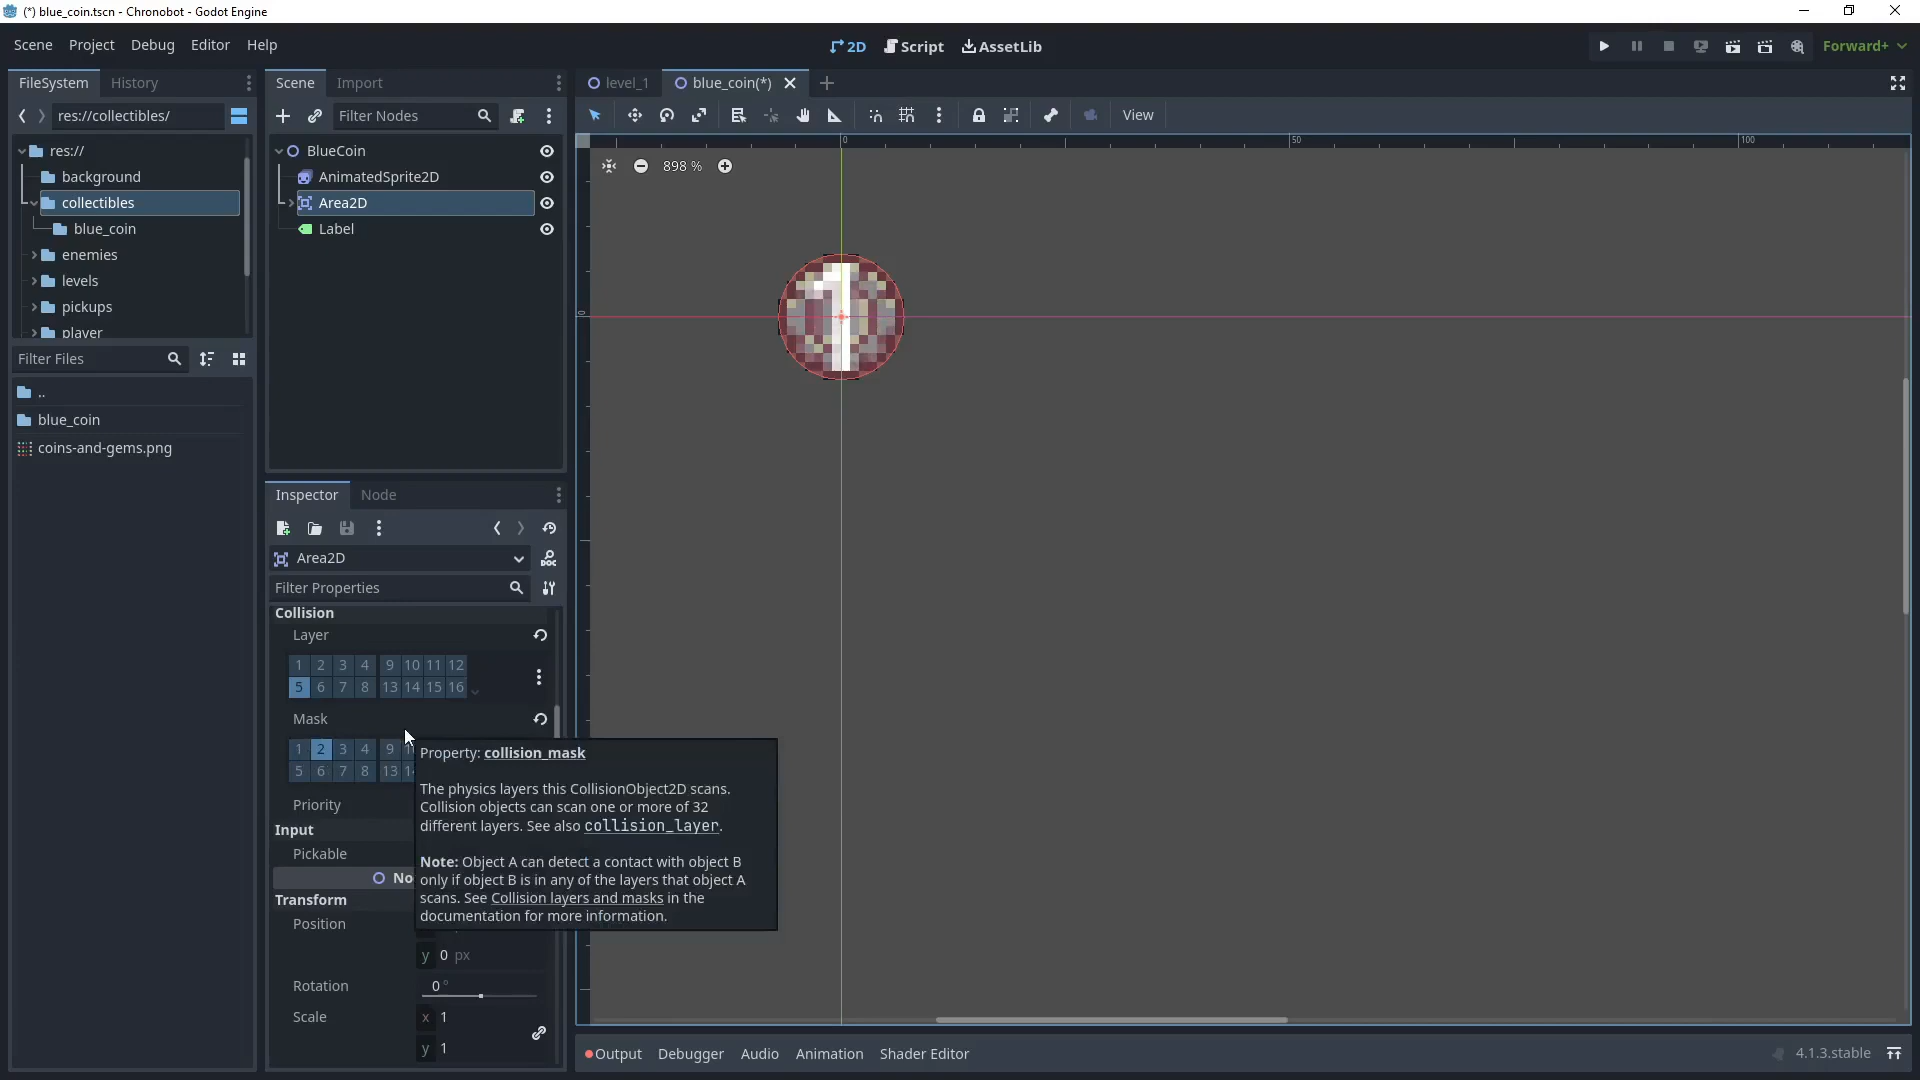 (*) blue_coin.tscn - Chronobot - Godot Engine
Scene Project Debug Editor Help
2D Script AssetLib
Forward+
FileSystem History
res://collectibles/
res://
background
collectibles
blue_coin
enemies
levels
pickups
player
Filter Files
..
blue_coin
coins-and-gems.png
Scene Import
Filter Nodes
BlueCoin
AnimatedSprite2D
Area2D
Label
Inspector Node
Area2D
DOC
Filter Properties
Collision
Layer
1 2 3 4 9 10 11 12
5 6 7 8 13 14 15 16
Mask
1 2 3 4 9
5 6 7 8 13
Priority
Input
Pickable
No
Transform
Position
y 0 px
Rotation
0 °
Scale
x 1
y 1
level_1 blue_coin(*)
View
0 50 100
0
898 %
Property: collision_mask
The physics layers this CollisionObject2D scans.
Collision objects can scan one or more of 32
different layers. See also collision_layer.
Note: Object A can detect a contact with object B
only if object B is in any of the layers that object A
scans. See Collision layers and masks in the
documentation for more information.
Output Debugger Audio Animation Shader Editor
4.1.3.stable